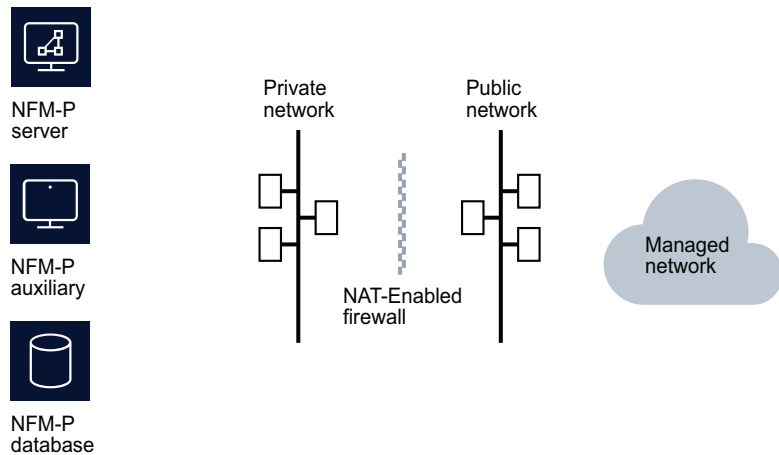 NFM-P
server
Private
network
Public
network
NFM-P
auxiliary
NAT-Enabled
firewall
Managed
network
NFM-P
database